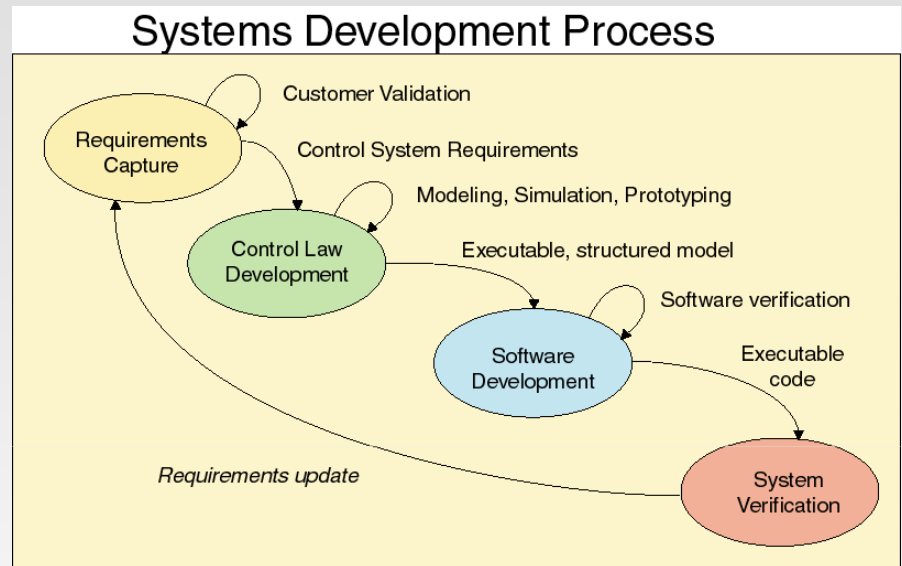 Systems Development Process
Customer Validation
Requirements
Capture
Control System Requirements
Modeling, Simulation, Prototyping
Control Law
Development
Executable, structured model
Software verification
Software
Development
Executable
code
Requirements update
System
Verification